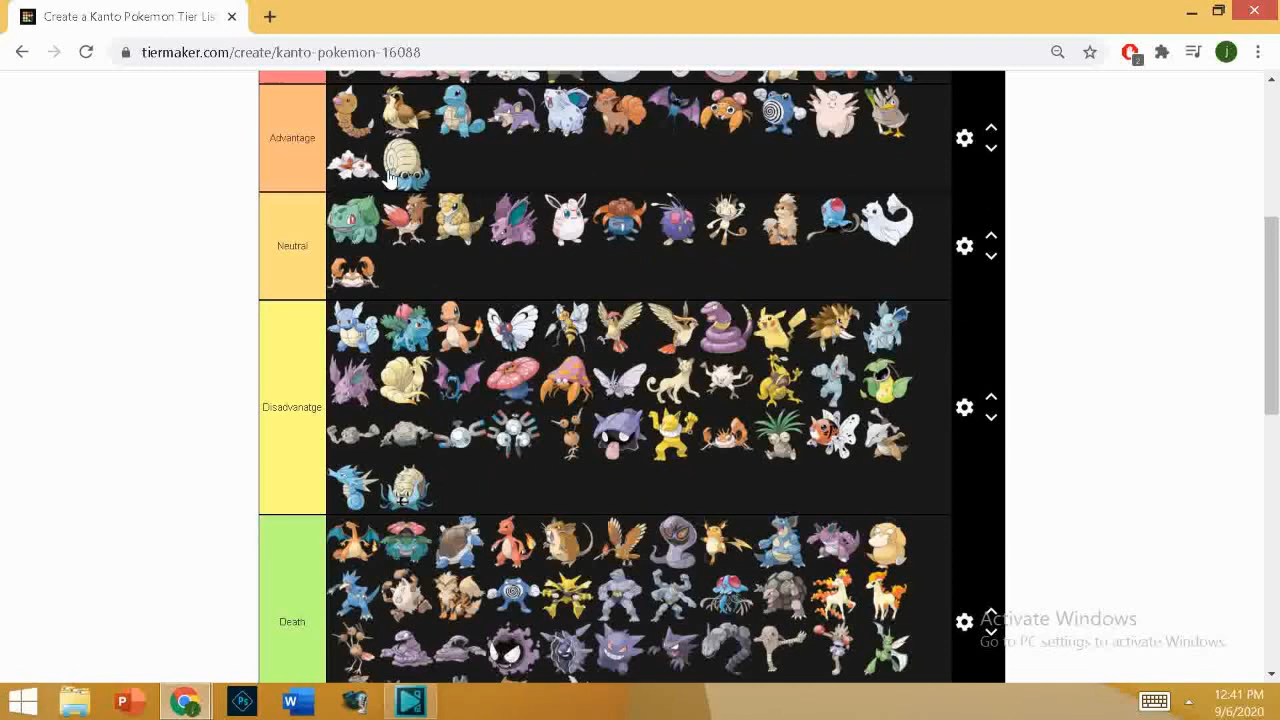 Create a Kanto Pokemon Tier Lis
tiermaker.com/create/kanto-pokemon-16088
2
j
Advantage
Neutral
Disadvanatge
Death
Activate Windows
Go to PC settings to activate Windows.
12:41 PM
9/6/2020